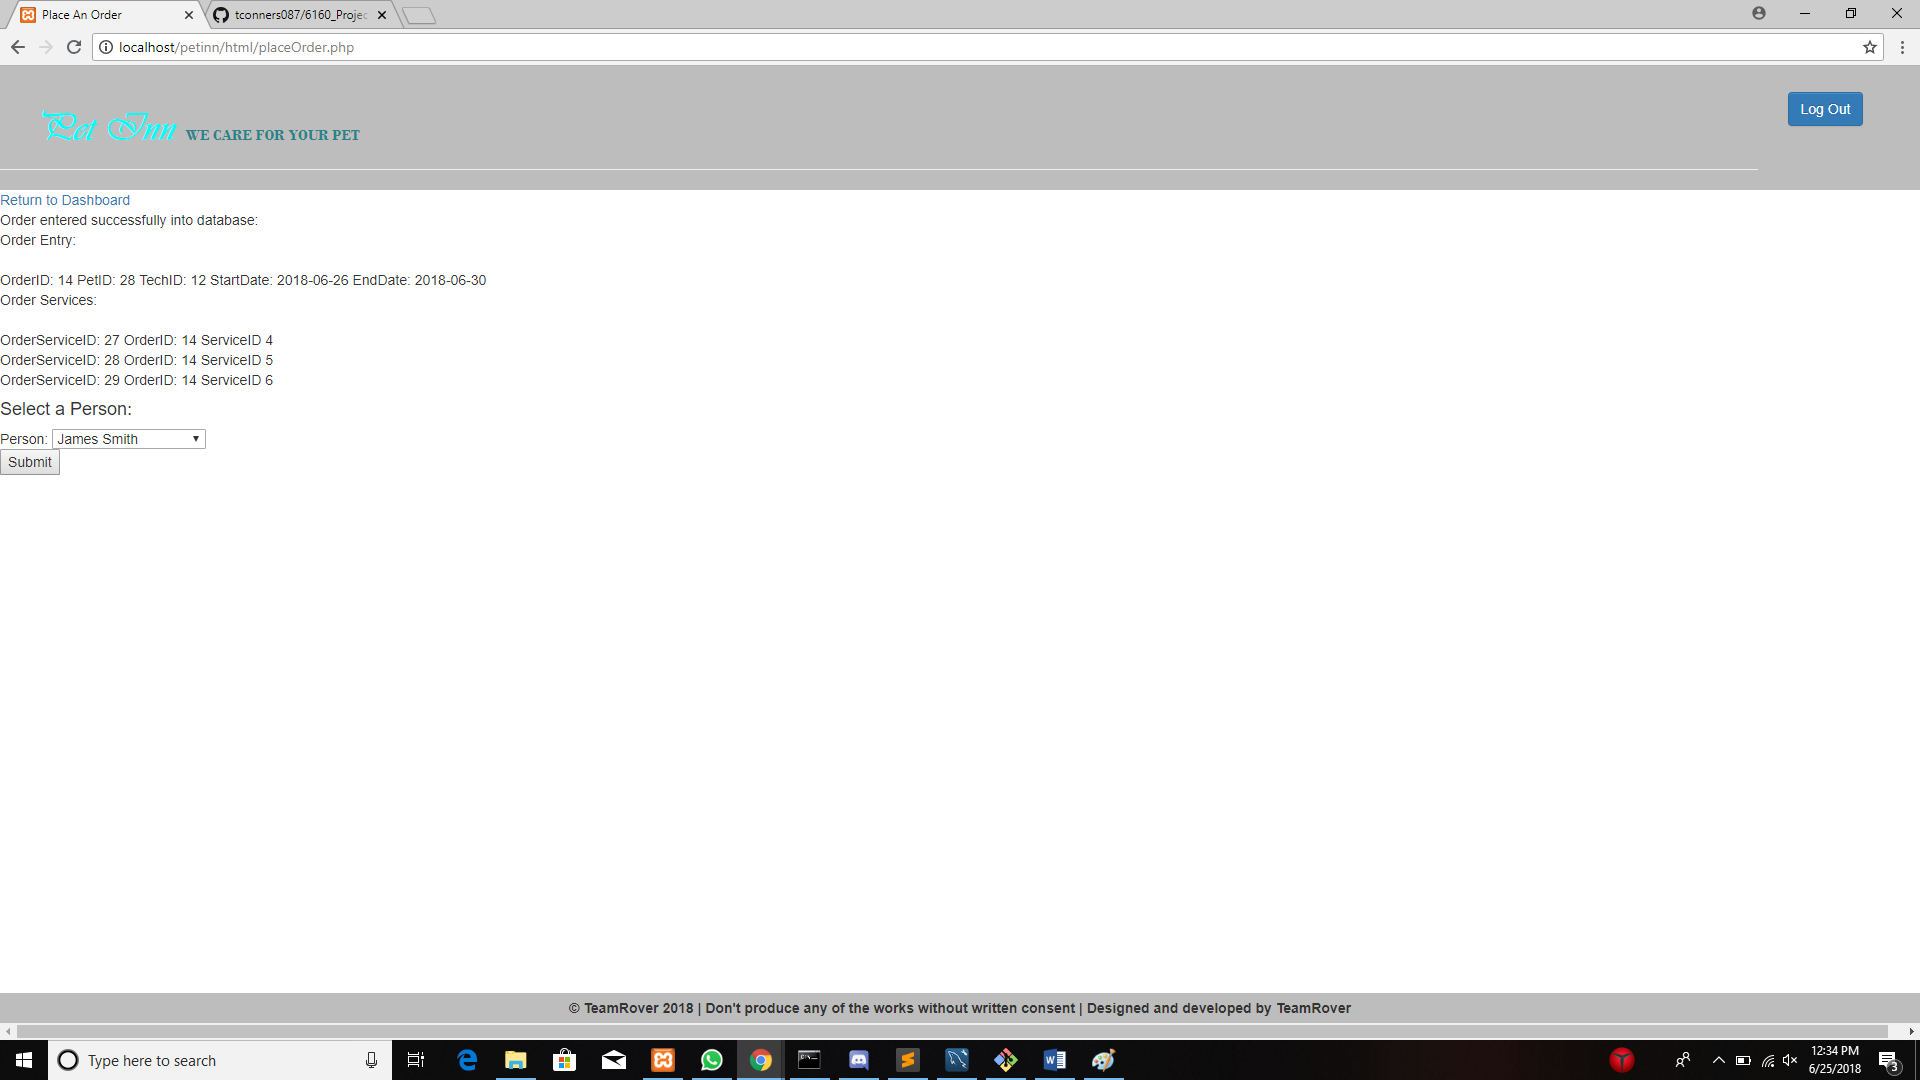 Place An Order
tconners087/6160_Projec
localhost/petinn/html/placeOrder.php
Pet Inn WE CARE FOR YOUR PET
Log Out
Return to Dashboard
Order entered successfully into database:
Order Entry:
OrderID: 14 PetID: 28 TechID: 12 StartDate: 2018-06-26 EndDate: 2018-06-30
Order Services:
OrderServiceID: 27 OrderID: 14 ServiceID 4
OrderServiceID: 28 OrderID: 14 ServiceID 5
OrderServiceID: 29 OrderID: 14 ServiceID 6
Select a Person:
Person: James Smith
Submit
© TeamRover 2018 | Don't produce any of the works without written consent | Designed and developed by TeamRover
Type here to search
12:34 PM
6/25/2018
3